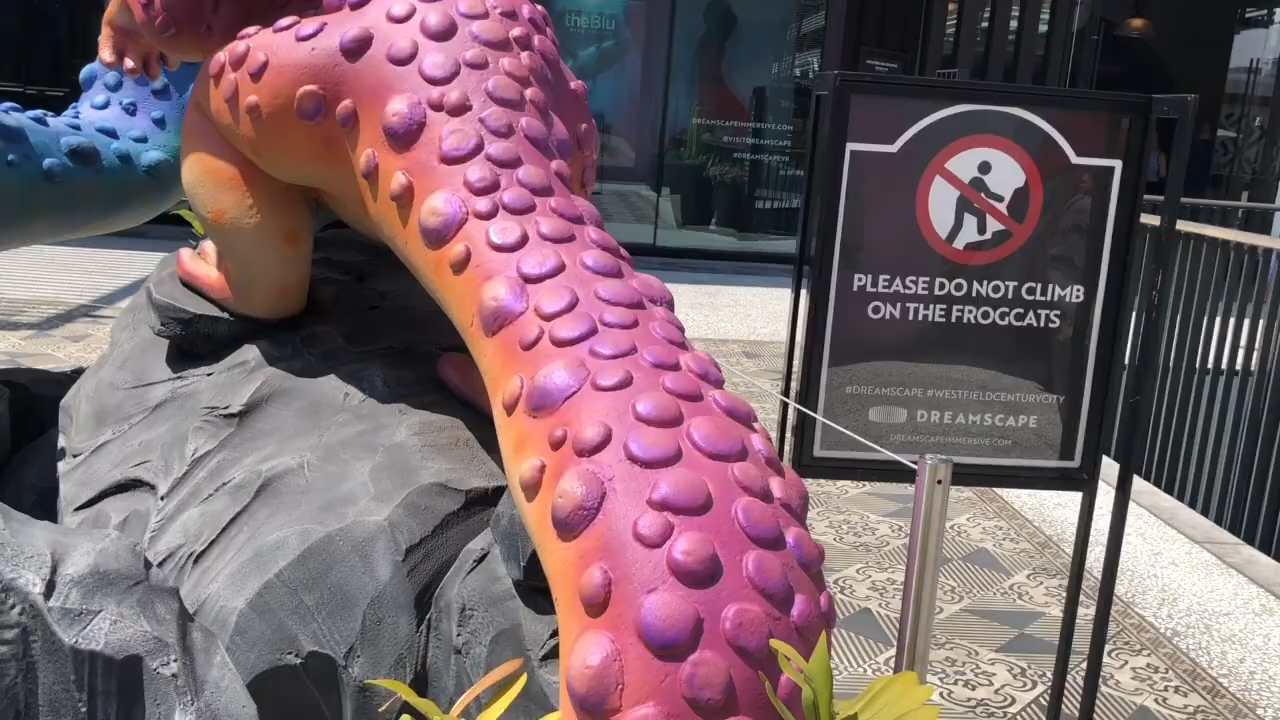 theBlu
DREAMSCAPEIMMERSIVE.COM
@VISITDREAMSCAPE
#DREAMSCAPEVR
PLEASE DO NOT CLIMB
ON THE FROGCATS
#DREAMSCAPE #WESTFIELDCENTURYCITY
DREAMSCAPE
DREAMSCAPEIMMERSIVE.COM